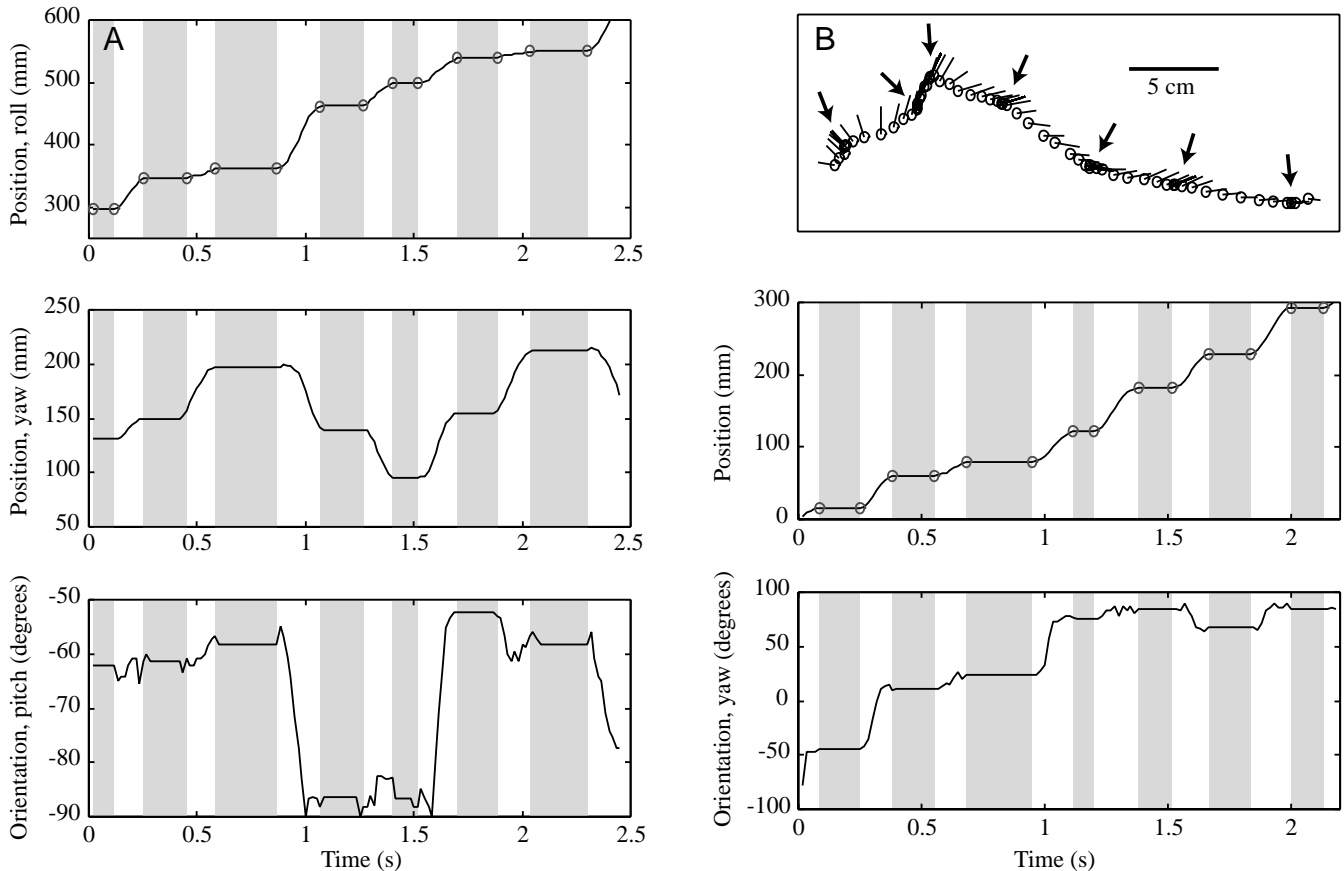 A
Position, roll (mm)
600
500
400
300
0 0.5 1 1.5 2 2.5
Position, yaw (mm)
250
200
150
100
50
0 0.5 1 1.5 2 2.5
Orientation, pitch (degrees)
-50
-60
-70
-80
-90
0 0.5 1 1.5 2 2.5
Time (s)
B
5 cm
Position (mm)
300
200
100
0
0 0.5 1 1.5 2
Orientation, yaw (degrees)
100
50
0
-50
-100
0 0.5 1 1.5 2
Time (s)